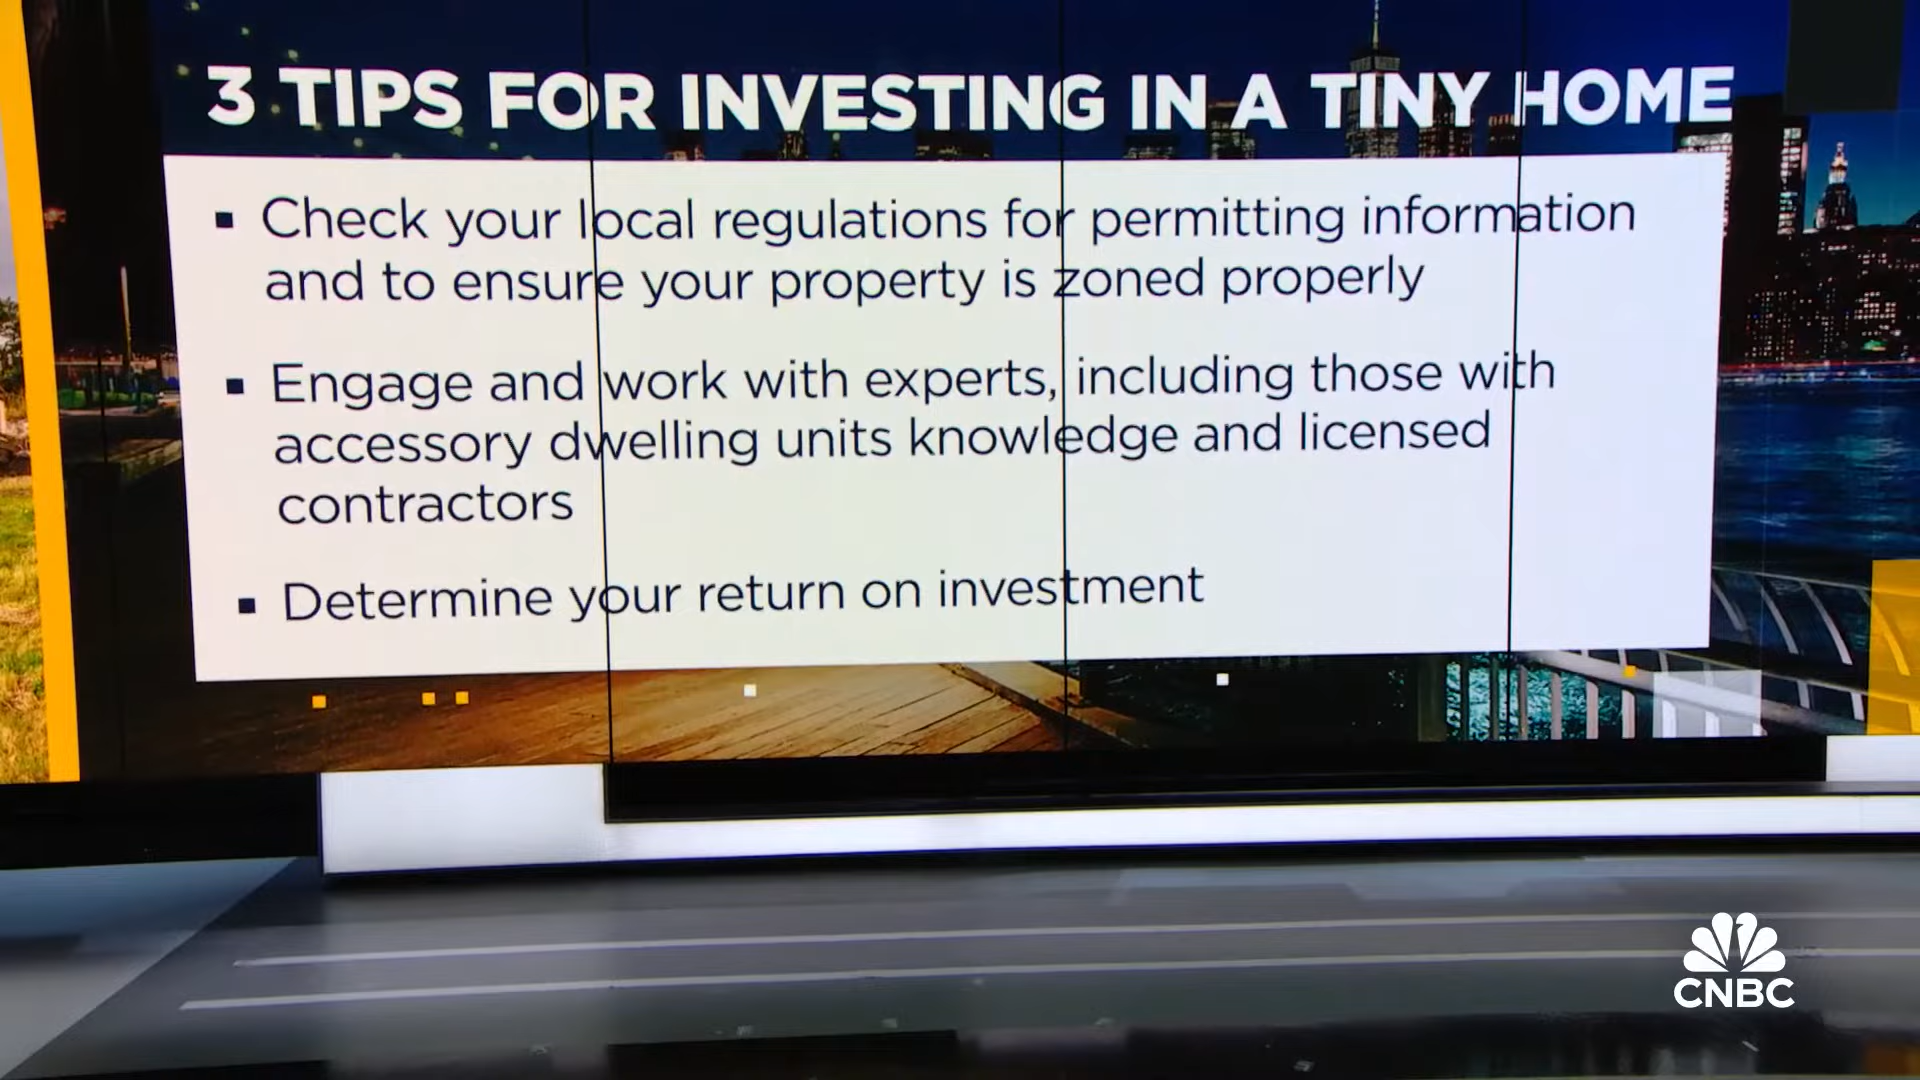 3 TIPS FOR INVESTING IN A TINY HOME
▪ Check your local regulations for permitting information
and to ensure your property is zoned properly
▪ Engage and work with experts, including those with
accessory dwelling units knowledge and licensed
contractors
▪ Determine your return on investment
CNBC